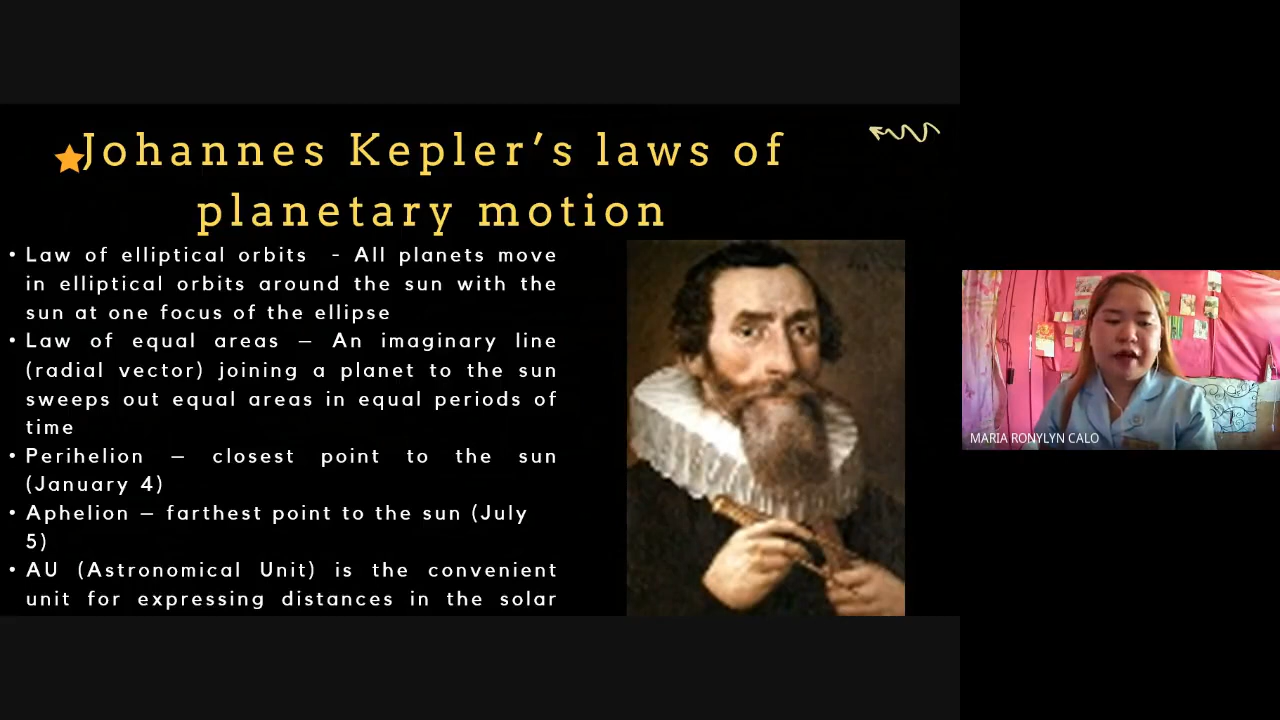 Johannes Kepler's laws of
planetary motion
• Law of elliptical orbits - All planets move
in elliptical orbits around the sun with the
sun at one focus of the ellipse
• Law of equal areas – An imaginary line
(radial vector) joining a planet to the sun
sweeps out equal areas in equal periods of
time
• Perihelion – closest point to the sun
(January 4)
• Aphelion – farthest point to the sun (July
5)
• AU (Astronomical Unit) is the convenient
unit for expressing distances in the solar
MARIA RONYLYN CALO